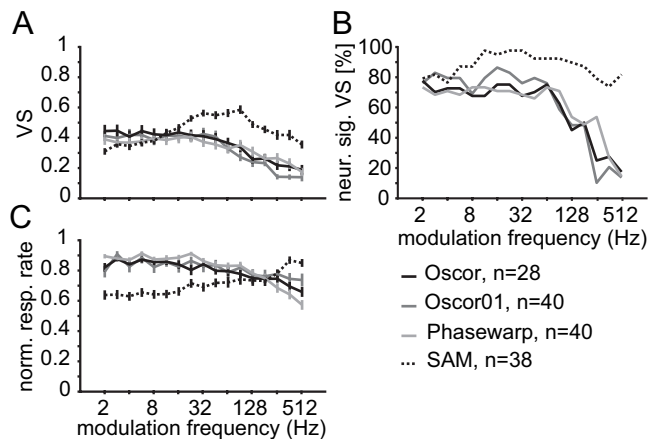 A
B
1
0.8
0.6
0.4
0.2
0
VS
100
80
60
40
20
0
neur. sig. VS [%]
2 8 32 128 512
modulation frequency (Hz)
C
1
0.8
0.6
0.4
0.2
0
norm. resp. rate
2 8 32 128 512
modulation frequency (Hz)
Oscor, n=28
Oscor01, n=40
Phasewarp, n=40
SAM, n=38